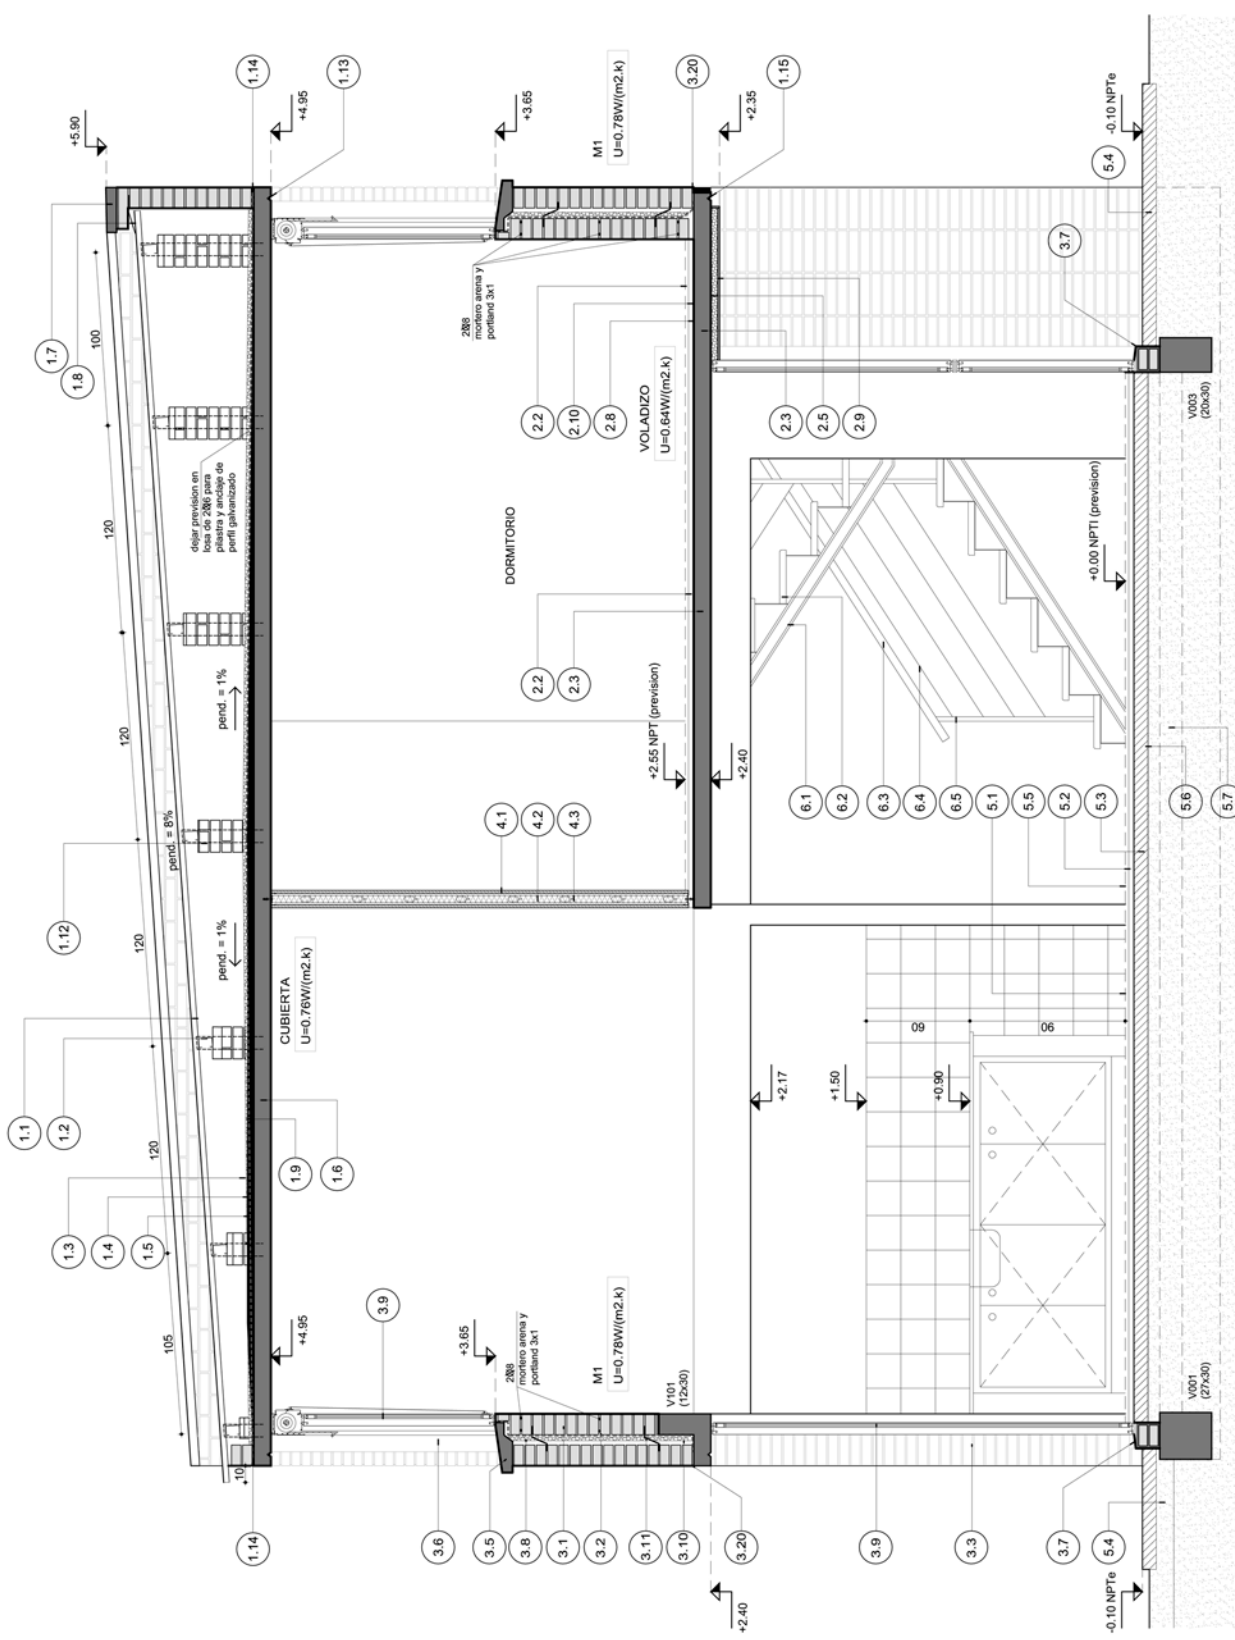 1.1
1.7
1.3
1.2
1.12
1.8
1.4
1.5
105
120
120
120
120
100
+5.90
pend. = 8%
dejar prevision en
losa de 2Ø6 para
pilastra y anclaje de
perfil galvanizado
pend. = 1%
pend. = 1%
10
1.14
1.14
+4.95
1.9
1.6
CUBIERTA
U=0.76W/(m2.k)
+4.95
1.13
3.9
3.6
+3.65
+3.65
3.5
3.8
3.1
3.2
3.11
3.10
3.20
2Ø8
mortero arena y
portland 3x1
2Ø8
mortero arena y
portland 3x1
M1
U=0.78W/(m2.k)
M1
U=0.78W/(m2.k)
V101
(12x30)
4.1
4.2
4.3
DORMITORIO
2.2
2.3
2.2
2.10
2.8
VOLADIZO
U=0.64W/(m2.k)
3.20
+2.55 NPT (prevision)
+2.40
+2.40
+2.35
1.15
2.3
2.5
2.9
+2.17
+1.50
+0.90
60
90
6.1
6.2
6.3
6.4
6.5
5.1
5.5
5.2
5.3
5.6
5.7
3.9
3.3
3.7
5.4
+0.00 NPTI (prevision)
3.7
5.4
-0.10 NPTe
-0.10 NPTe
V001
(27x30)
V003
(20x30)